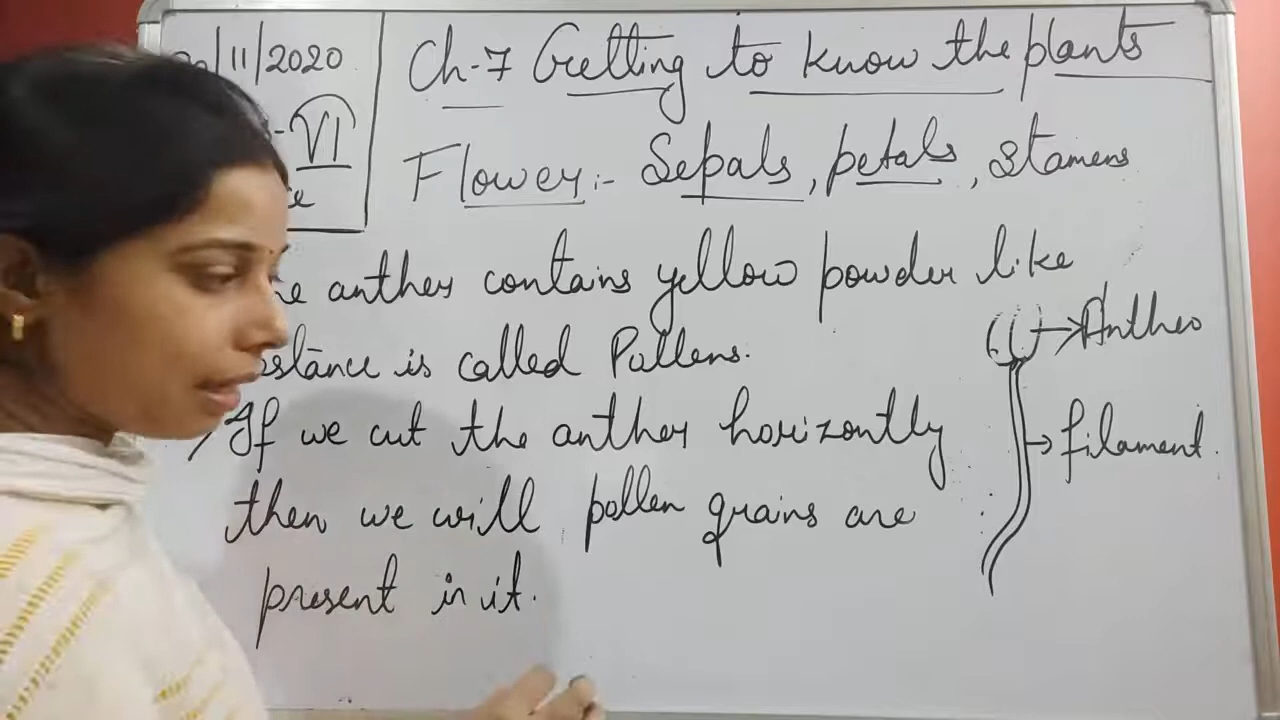 /11/2020
VI
Ch-7 Getting to know the plants
Flower:- Sepals, petals, stamens
anther contains yellow powder like
is called Pollens.
If we cut the anther horizontly
then we will pollen grains are
present in it.
Anther
filament.